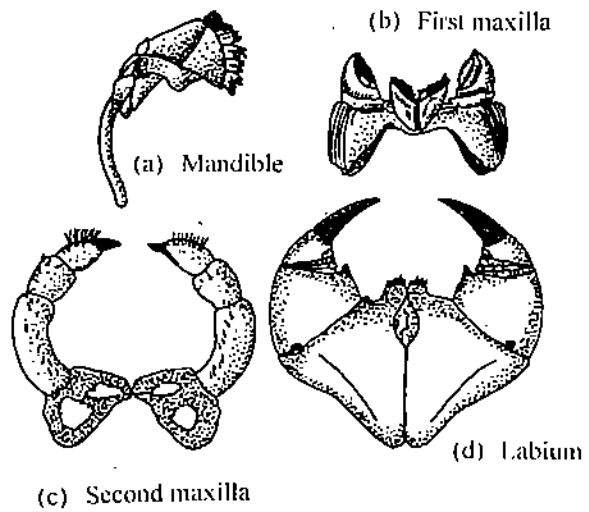 (b) First maxilla
(a) Mandible
(d) Labium
(c) Second maxilla